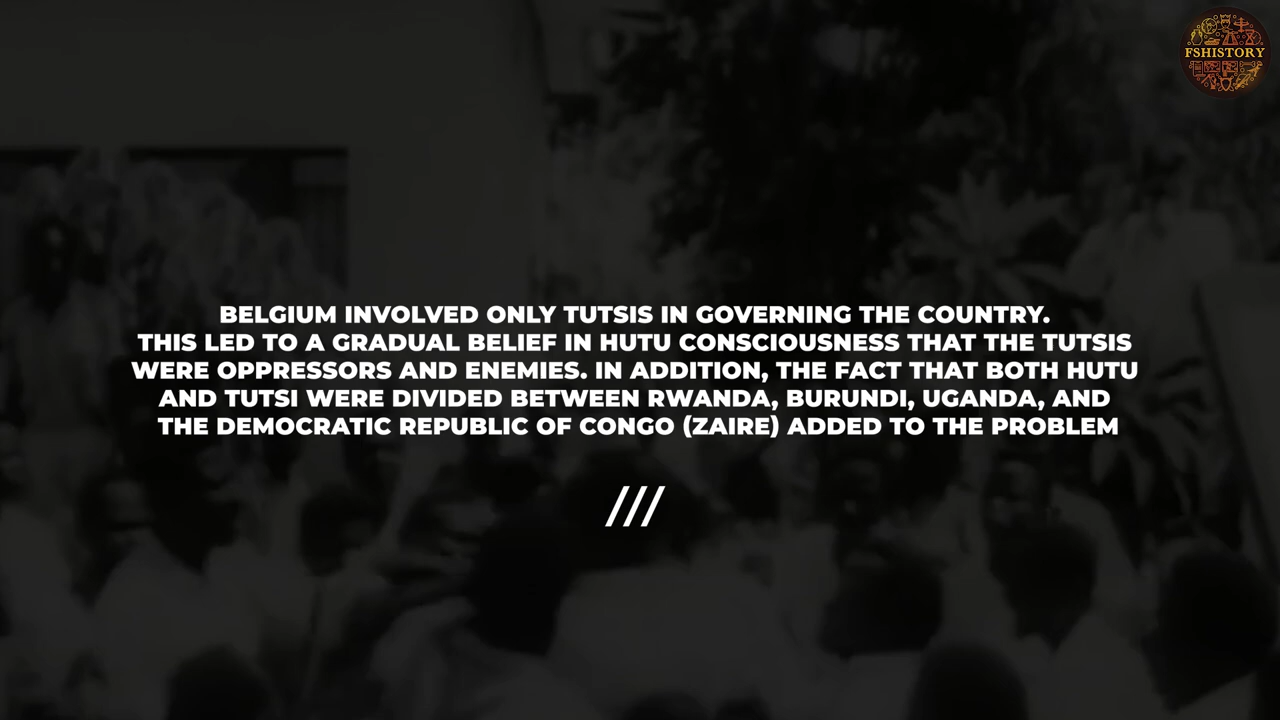 FSHISTORY
BELGIUM INVOLVED ONLY TUTSIS IN GOVERNING THE COUNTRY.
THIS LED TO A GRADUAL BELIEF IN HUTU CONSCIOUSNESS THAT THE TUTSIS
WERE OPPRESSORS AND ENEMIES. IN ADDITION, THE FACT THAT BOTH HUTU
AND TUTSI WERE DIVIDED BETWEEN RWANDA, BURUNDI, UGANDA, AND
THE DEMOCRATIC REPUBLIC OF CONGO (ZAIRE) ADDED TO THE PROBLEM
///